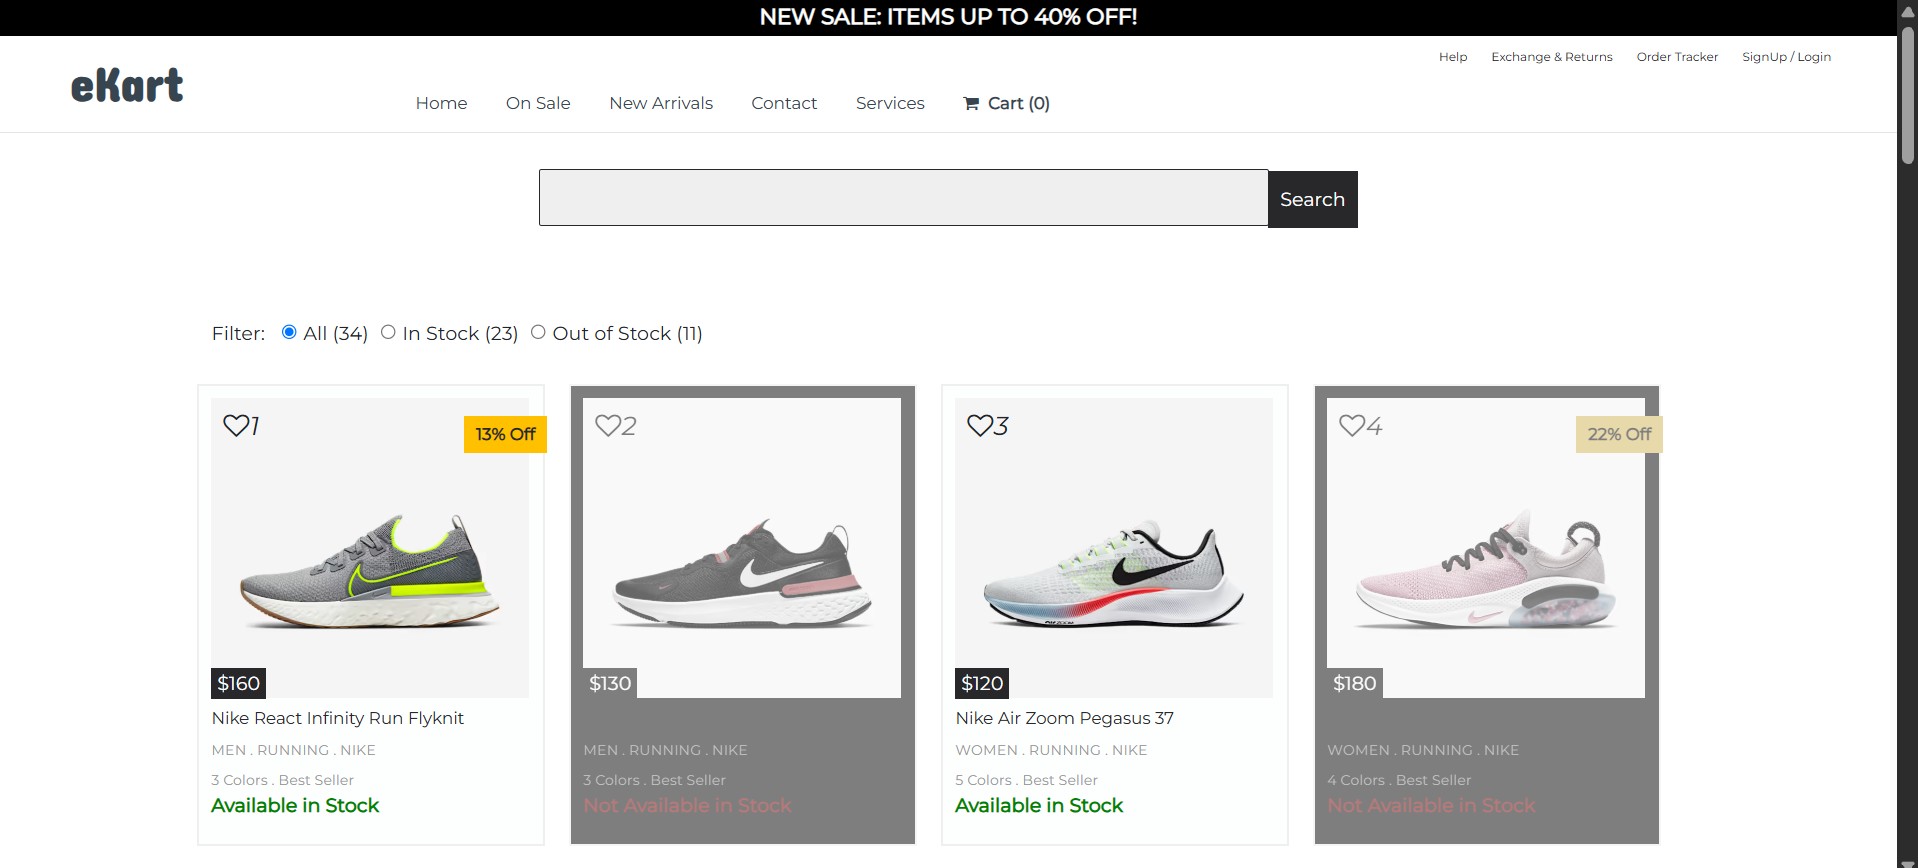 NEW SALE: ITEMS UP TO 40% OFF!
Help Exchange & Returns Order Tracker SignUp / Login
eKart
Home On Sale New Arrivals Contact Services Cart (0)
Search
Filter: All (34) In Stock (23) Out of Stock (11)
1
13% Off
$160
Nike React Infinity Run Flyknit
MEN . RUNNING . NIKE
3 Colors . Best Seller
Available in Stock
2
$130
MEN . RUNNING . NIKE
3 Colors . Best Seller
Not Available in Stock
3
$120
Nike Air Zoom Pegasus 37
WOMEN . RUNNING . NIKE
5 Colors . Best Seller
Available in Stock
4
22% Off
$180
WOMEN . RUNNING . NIKE
4 Colors . Best Seller
Not Available in Stock